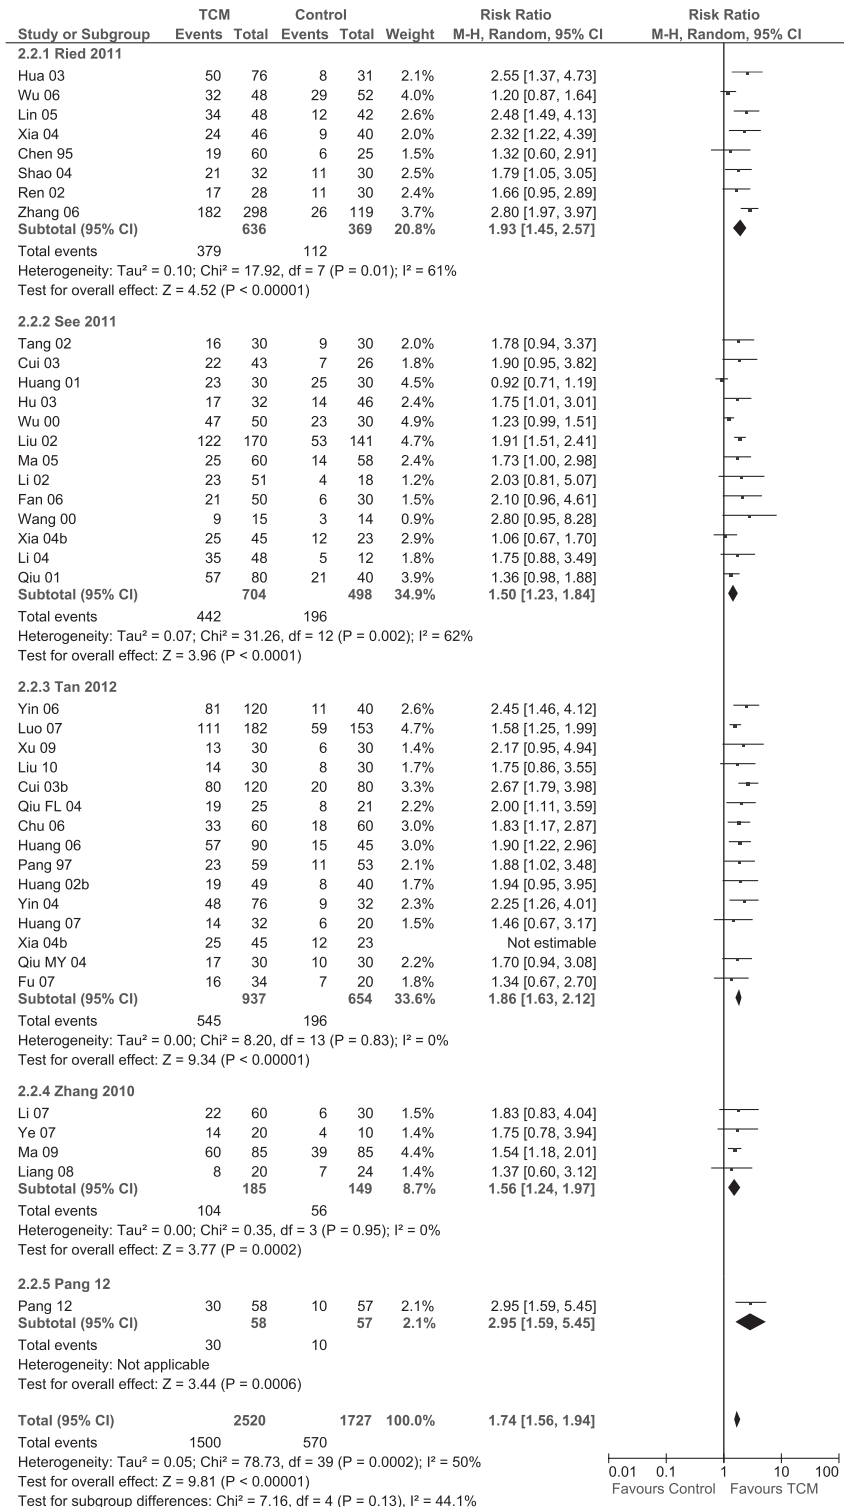 TCM Control Risk Ratio Risk Ratio
Study or Subgroup Events Total Events Total Weight M-H, Random, 95% CI M-H, Random, 95% CI
2.2.1 Ried 2011
Hua 03 50 76 8 31 2.1% 2.55 [1.37, 4.73]
Wu 06 32 48 29 52 4.0% 1.20 [0.87, 1.64]
Lin 05 34 48 12 42 2.6% 2.48 [1.49, 4.13]
Xia 04 24 46 9 40 2.0% 2.32 [1.22, 4.39]
Chen 95 19 60 6 25 1.5% 1.32 [0.60, 2.91]
Shao 04 21 32 11 30 2.5% 1.79 [1.05, 3.05]
Ren 02 17 28 11 30 2.4% 1.66 [0.95, 2.89]
Zhang 06 182 298 26 119 3.7% 2.80 [1.97, 3.97]
Subtotal (95% CI) 636 369 20.8% 1.93 [1.45, 2.57]
Total events 379 112
Heterogeneity: Tau² = 0.10; Chi² = 17.92, df = 7 (P = 0.01); I² = 61%
Test for overall effect: Z = 4.52 (P < 0.00001)
2.2.2 See 2011
Tang 02 16 30 9 30 2.0% 1.78 [0.94, 3.37]
Cui 03 22 43 7 26 1.8% 1.90 [0.95, 3.82]
Huang 01 23 30 25 30 4.5% 0.92 [0.71, 1.19]
Hu 03 17 32 14 46 2.4% 1.75 [1.01, 3.01]
Wu 00 47 50 23 30 4.9% 1.23 [0.99, 1.51]
Liu 02 122 170 53 141 4.7% 1.91 [1.51, 2.41]
Ma 05 25 60 14 58 2.4% 1.73 [1.00, 2.98]
Li 02 23 51 4 18 1.2% 2.03 [0.81, 5.07]
Fan 06 21 50 6 30 1.5% 2.10 [0.96, 4.61]
Wang 00 9 15 3 14 0.9% 2.80 [0.95, 8.28]
Xia 04b 25 45 12 23 2.9% 1.06 [0.67, 1.70]
Li 04 35 48 5 12 1.8% 1.75 [0.88, 3.49]
Qiu 01 57 80 21 40 3.9% 1.36 [0.98, 1.88]
Subtotal (95% CI) 704 498 34.9% 1.50 [1.23, 1.84]
Total events 442 196
Heterogeneity: Tau² = 0.07; Chi² = 31.26, df = 12 (P = 0.002); I² = 62%
Test for overall effect: Z = 3.96 (P < 0.0001)
2.2.3 Tan 2012
Yin 06 81 120 11 40 2.6% 2.45 [1.46, 4.12]
Luo 07 111 182 59 153 4.7% 1.58 [1.25, 1.99]
Xu 09 13 30 6 30 1.4% 2.17 [0.95, 4.94]
Liu 10 14 30 8 30 1.7% 1.75 [0.86, 3.55]
Cui 03b 80 120 20 80 3.3% 2.67 [1.79, 3.98]
Qiu FL 04 19 25 8 21 2.2% 2.00 [1.11, 3.59]
Chu 06 33 60 18 60 3.0% 1.83 [1.17, 2.87]
Huang 06 57 90 15 45 3.0% 1.90 [1.22, 2.96]
Pang 97 23 59 11 53 2.1% 1.88 [1.02, 3.48]
Huang 02b 19 49 8 40 1.7% 1.94 [0.95, 3.95]
Yin 04 48 76 9 32 2.3% 2.25 [1.26, 4.01]
Huang 07 14 32 6 20 1.5% 1.46 [0.67, 3.17]
Xia 04b 25 45 12 23 Not estimable
Qiu MY 04 17 30 10 30 2.2% 1.70 [0.94, 3.08]
Fu 07 16 34 7 20 1.8% 1.34 [0.67, 2.70]
Subtotal (95% CI) 937 654 33.6% 1.86 [1.63, 2.12]
Total events 545 196
Heterogeneity: Tau² = 0.00; Chi² = 8.20, df = 13 (P = 0.83); I² = 0%
Test for overall effect: Z = 9.34 (P < 0.00001)
2.2.4 Zhang 2010
Li 07 22 60 6 30 1.5% 1.83 [0.83, 4.04]
Ye 07 14 20 4 10 1.4% 1.75 [0.78, 3.94]
Ma 09 60 85 39 85 4.4% 1.54 [1.18, 2.01]
Liang 08 8 20 7 24 1.4% 1.37 [0.60, 3.12]
Subtotal (95% CI) 185 149 8.7% 1.56 [1.24, 1.97]
Total events 104 56
Heterogeneity: Tau² = 0.00; Chi² = 0.35, df = 3 (P = 0.95); I² = 0%
Test for overall effect: Z = 3.77 (P = 0.0002)
2.2.5 Pang 12
Pang 12 30 58 10 57 2.1% 2.95 [1.59, 5.45]
Subtotal (95% CI) 58 57 2.1% 2.95 [1.59, 5.45]
Total events 30 10
Heterogeneity: Not applicable
Test for overall effect: Z = 3.44 (P = 0.0006)
Total (95% CI) 2520 1727 100.0% 1.74 [1.56, 1.94]
Total events 1500 570
Heterogeneity: Tau² = 0.05; Chi² = 78.73, df = 39 (P = 0.0002); I² = 50%
0.01 0.1 1 10 100
Test for overall effect: Z = 9.81 (P < 0.00001)
Favours Control Favours TCM
Test for subgroup differences: Chi² = 7.16, df = 4 (P = 0.13), I² = 44.1%